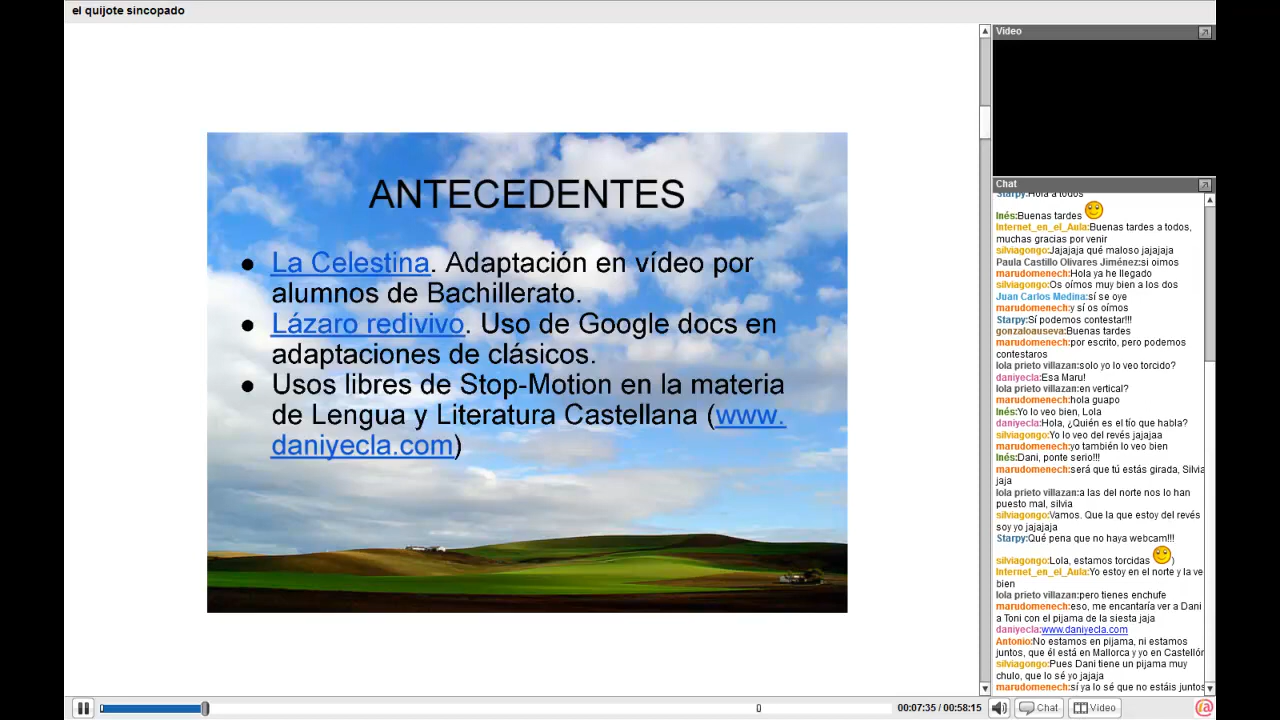 el quijote sincopado
ANTECEDENTES
● La Celestina. Adaptación en vídeo por
alumnos de Bachillerato.
● Lázaro redivivo. Uso de Google docs en
adaptaciones de clásicos.
● Usos libres de Stop-Motion en la materia
de Lengua y Literatura Castellana (www.
daniyecla.com)
Video
Chat
Starpy:Hola a todos
Inés:Buenas tardes
Internet_en_el_Aula:Buenas tardes a todos,
muchas gracias por venir
silviagongo:Jajajaja qué maloso jajajaja
Paula Castillo Olivares Jiménez:si oimos
marudomenech:Hola ya he llegado
silviagongo:Os oímos muy bien a los dos
Juan Carlos Medina:sí se oye
marudomenech:y sí os oímos
Starpy:Sí podemos contestar!!!
gonzaloauseva:Buenas tardes
marudomenech:por escrito, pero podemos
contestaros
lola prieto villazan:solo yo lo veo torcido?
daniyecla:Esa Maru!
lola prieto villazan:en vertical?
marudomenech:hola guapo
Inés:Yo lo veo bien, Lola
daniyecla:Hola, ¿Quién es el tío que habla?
silviagongo:Yo lo veo del revés jajajaa
marudomenech:yo también lo veo bien
Inés:Dani, ponte serio!!!
marudomenech:será que tú estás girada, Silvia
jaja
lola prieto villazan:a las del norte nos lo han
puesto mal, silvia
silviagongo:Vamos. Que la que estoy del revés
soy yo jajajaja
Starpy:Qué pena que no haya webcam!!!
silviagongo:Lola, estamos torcidas )
Internet_en_el_Aula:Yo estoy en el norte y la ve
bien
lola prieto villazan:pero tienes enchufe
marudomenech:eso, me encantaría ver a Dani
a Toni con el pijama de la siesta jaja
daniyecla:www.daniyecla.com
Antonio:No estamos en pijama, ni estamos
juntos, que él está en Mallorca y yo en Castellón
silviagongo:Pues Dani tiene un pijama muy
chulo, que lo sé yo jajaja
marudomenech:sí ya lo sé que no estáis juntos
00:07:35 / 00:58:15
Chat
Video